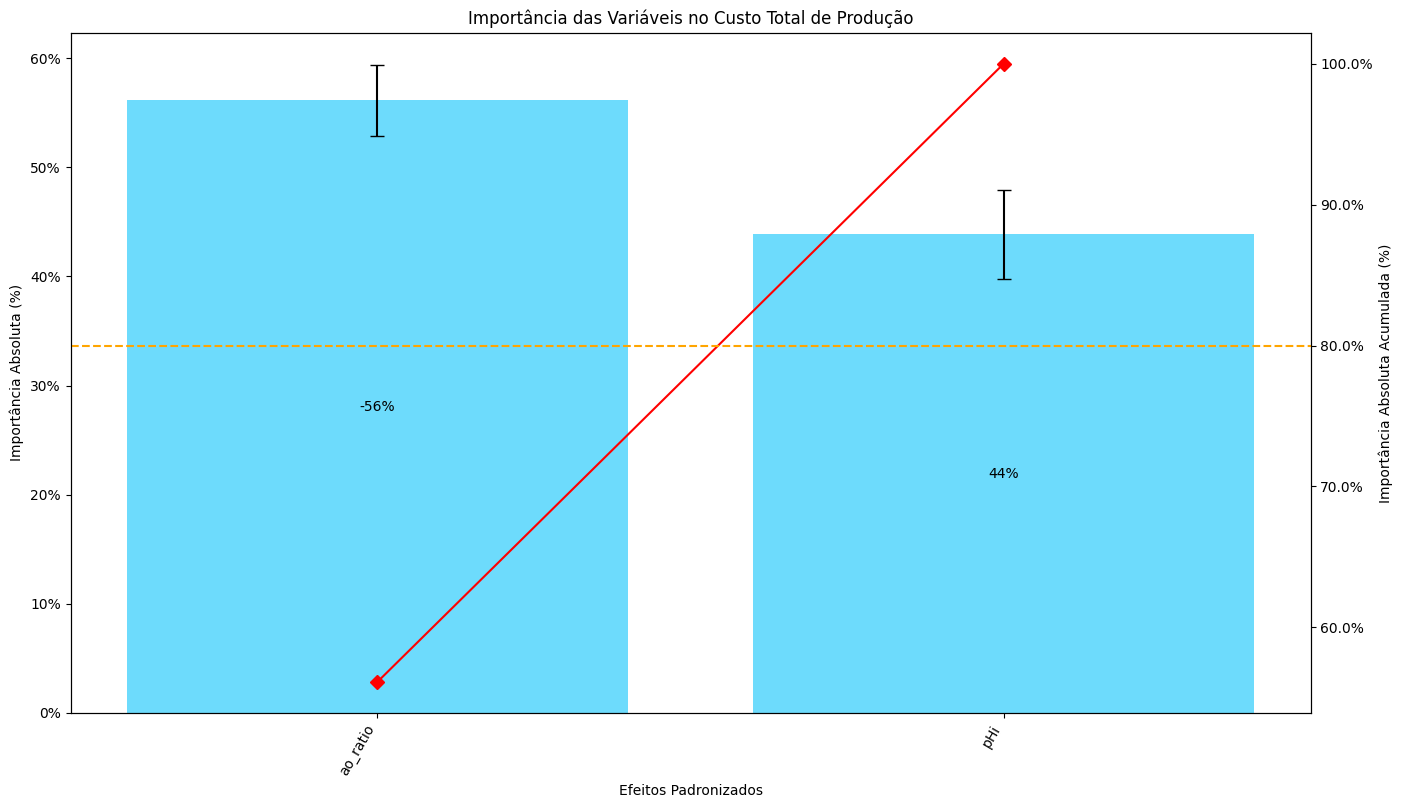 Importância das Variáveis no Custo Total de Produção
60%
50%
40%
30%
20%
10%
0%
Importância Absoluta (%)
-56%
44%
100.0%
90.0%
80.0%
70.0%
60.0%
Importância Absoluta Acumulada (%)
ao_ratio
pHi
Efeitos Padronizados